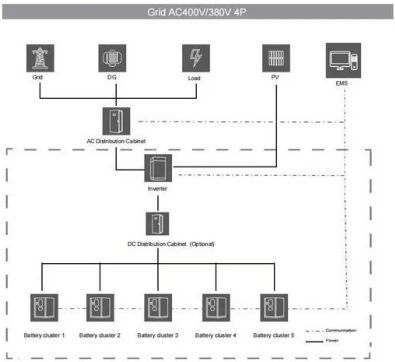 Grid AC400V/380V 4P
Grid
DG
Load
PV
EMS
AC Distribution Cabinet
Inverter
DC Distribution Cabinet (Optional)
Battery cluster 1
Battery cluster 2
Battery cluster 3
Battery cluster 4
Battery cluster 5
Communication
Power